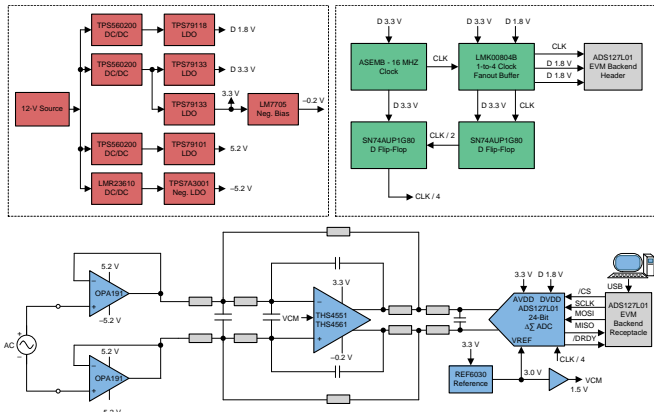 TPS560200
DC/DC
TPS79118
LDO
D 1.8 V
TPS560200
DC/DC
TPS79133
LDO
D 3.3 V
12-V Source
TPS79133
LDO
3.3 V
LM7705
Neg. Bias
–0.2 V
TPS560200
DC/DC
TPS79101
LDO
5.2 V
LMR23610
DC/DC
TPS7A3001
Neg. LDO
–5.2 V
D 3.3 V
D 3.3 V
D 1.8 V
ASEMB - 16 MHZ
Clock
CLK
LMK00804B
1-to-4 Clock
Fanout Buffer
CLK
D 1.8 V
D 1.8 V
ADS127L01
EVM Backend
Header
D 3.3 V
D 3.3 V
CLK
SN74AUP1G80
D Flip-Flop
CLK / 2
SN74AUP1G80
D Flip-Flop
CLK / 4
5.2 V
–
OPA191
+
–5.2 V
AC
+
–
5.2 V
–
OPA191
+
–5.2 V
3.3 V
–
VCM
THS4551
THS4561
+
–0.2 V
3.3 V
D 1.8 V
AVDD
DVDD
ADS127L01
24-Bit
ΔΣ ADC
VREF
USB
/CS
SCLK
MOSI
MISO
/DRDY
ADS127L01
EVM
Backend
Receptacle
CLK / 4
3.3 V
REF6030
Reference
3.0 V
VCM
1.5 V